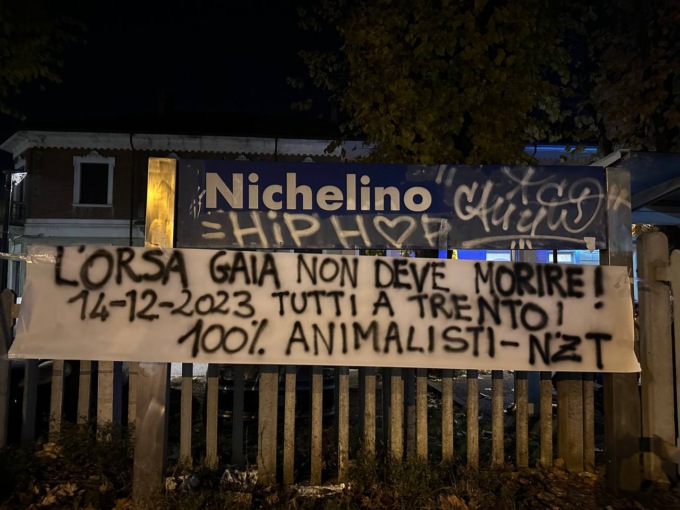 Nichelino
=HIP HOP
L'ORSA GAIA NON DEVE MORIRE!
14-12-2023 TUTTI A TRENTO!
100% ANIMALISTI-NZT